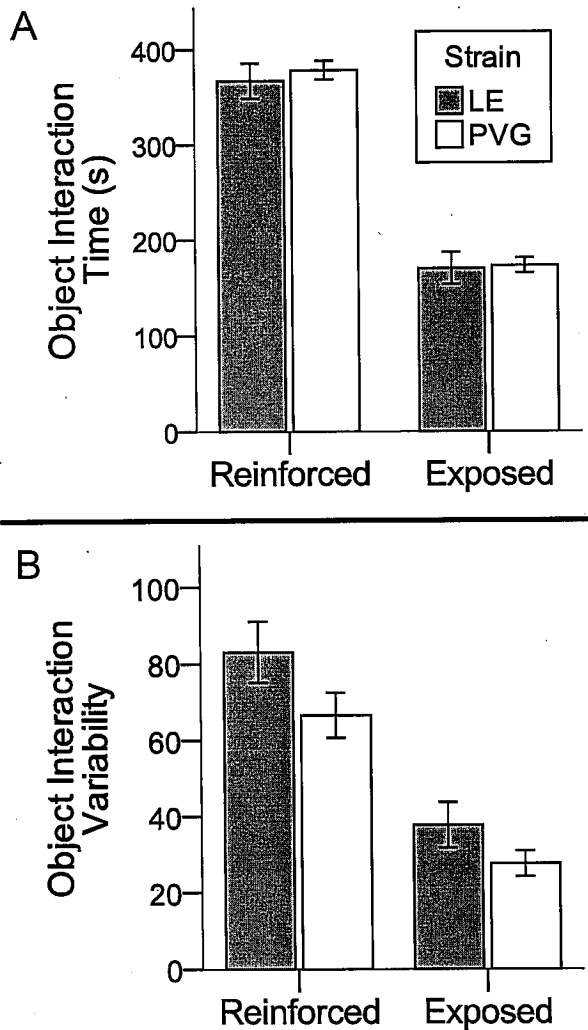 A
Object Interaction
Time (s)
400
300
200
100
0
Strain
LE
PVG
Reinforced
Exposed
B
Object Interaction
Variability
100
80
60
40
20
0
Reinforced
Exposed